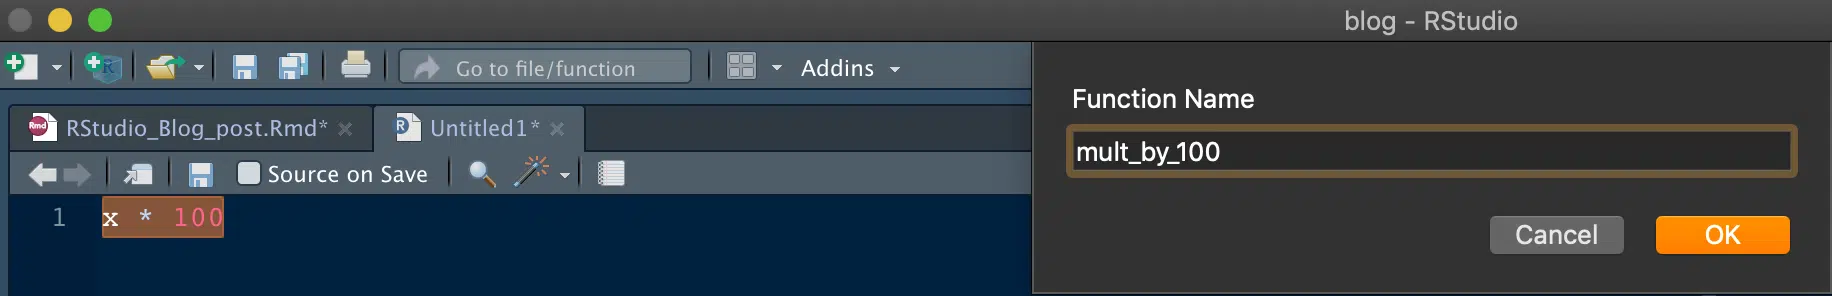 blog - RStudio
Go to file/function
Addins
Function Name
RStudio_Blog_post.Rmd*
Untitled1*
mult_by_100
Source on Save
1 x * 100
Cancel
OK